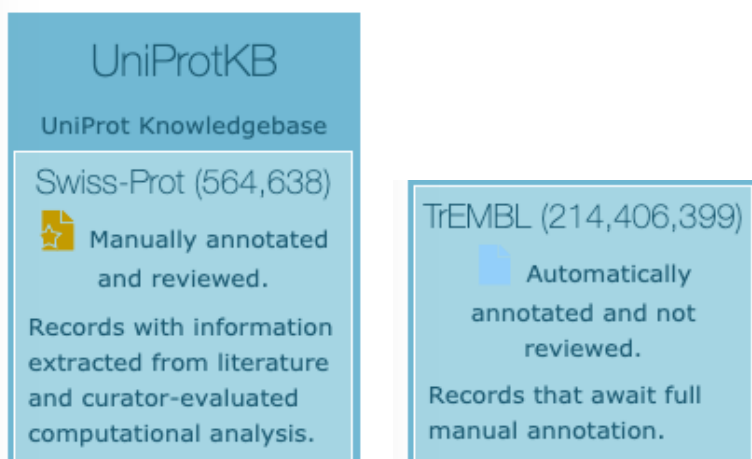 UniProtKB
UniProt Knowledgebase
Swiss-Prot (564,638)
Manually annotated
and reviewed.
Records with information
extracted from literature
and curator-evaluated
computational analysis.
TrEMBL (214,406,399)
Automatically
annotated and not
reviewed.
Records that await full
manual annotation.